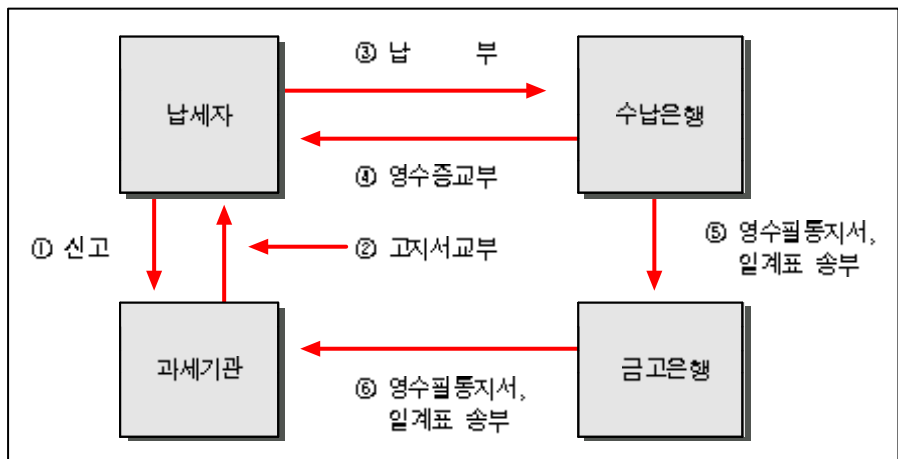 ③ 납 부
납세자
수납은행
④ 영수증교부
① 신고
② 고지서교부
⑤ 영수필통지서,
일계표 송부
과세기관
금고은행
⑥ 영수필통지서,
일계표 송부